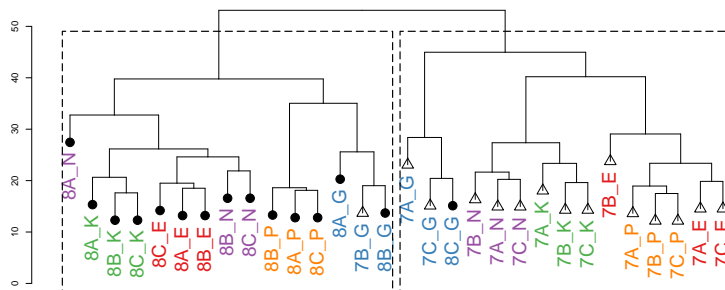 50
40
30
20
10
0
8A_N
8A_K
8B_K
8C_K
8C_E
8A_E
8B_E
8B_N
8C_N
8B_P
8A_P
8C_P
8A_G
7B_G
8B_G
7A_G
7C_G
8C_G
7B_N
7A_N
7C_N
7A_K
7B_K
7C_K
7B_E
7A_P
7B_P
7C_P
7A_E
7C_E